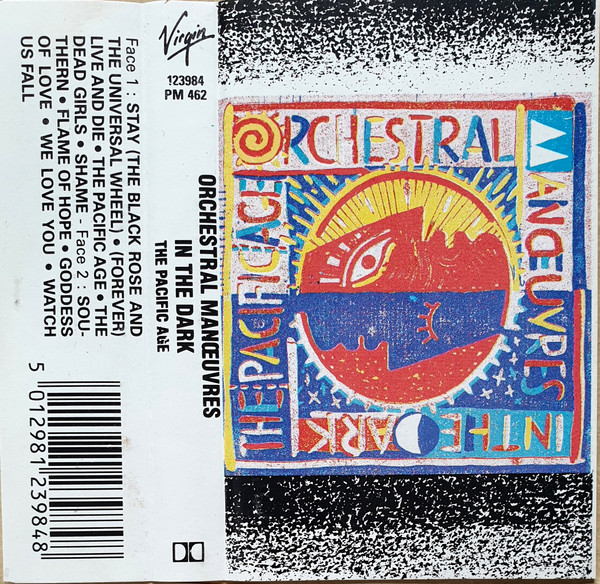 Face 1 : STAY (THE BLACK ROSE AND
THE UNIVERSAL WHEEL) • (FOREVER)
LIVE AND DIE • THE PACIFIC AGE • THE
DEAD GIRLS • SHAME - Face 2 : SOU-
THERN • FLAME OF HOPE • GODDESS
OF LOVE • WE LOVE YOU • WATCH
US FALL
5 012981 239848
Virgin
123984
PM 462
ORCHESTRAL MANŒUVRES
IN THE DARK
THE PACIFIC AGE
ORCHESTRAL
MANŒUVRES
IN THE DARK
THE PACIFIC AGE